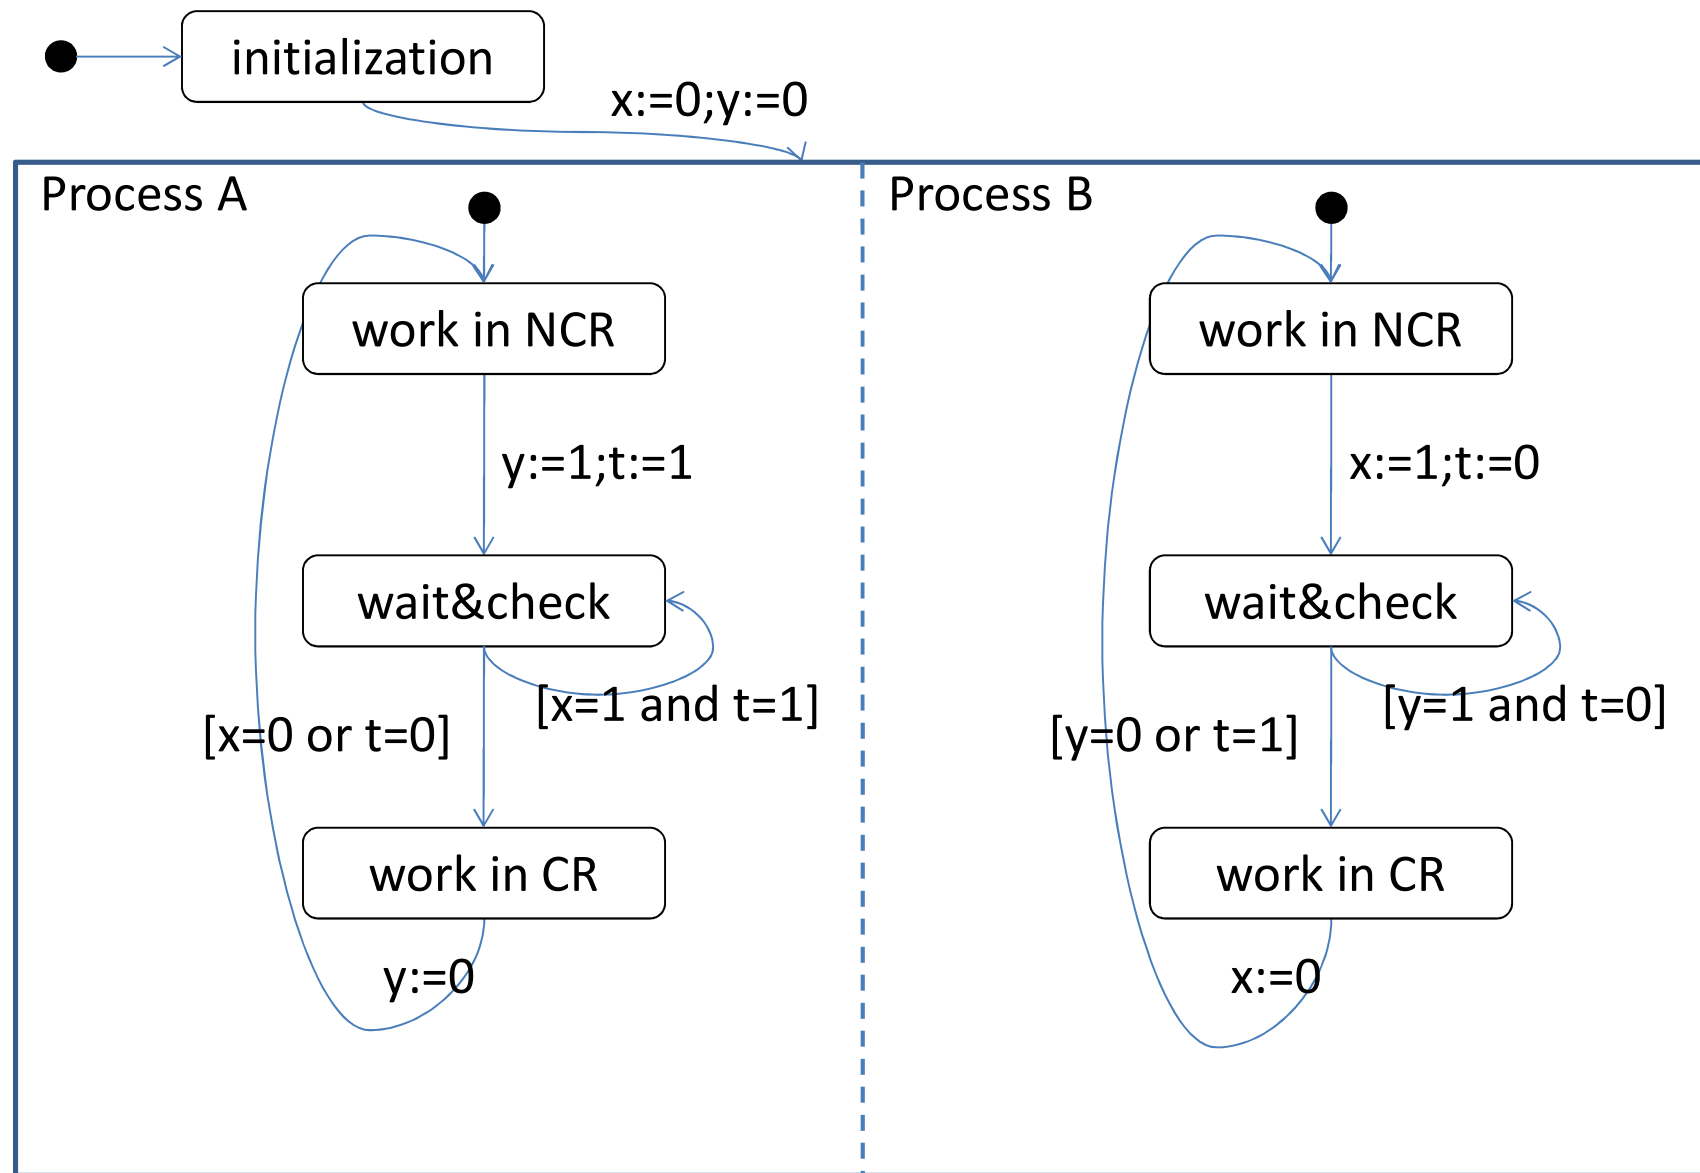 initialization
x:=0;y:=0
Process A
work in NCR
y:=1;t:=1
wait&check
[x=1 and t=1]
[x=0 or t=0]
work in CR
y:=0
Process B
work in NCR
x:=1;t:=0
wait&check
[y=1 and t=0]
[y=0 or t=1]
work in CR
x:=0